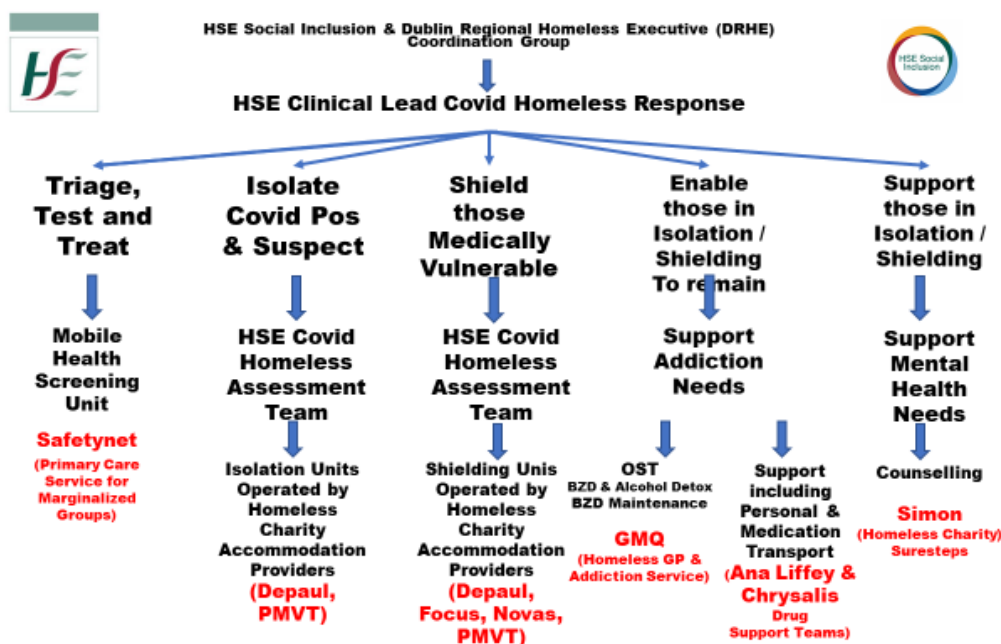 HSE Social Inclusion & Dublin Regional Homeless Executive (DRHE)
Coordination Group
HSE
HSE Social
Inclusion
HSE Clinical Lead Covid Homeless Response
Triage,
Test and
Treat
Isolate
Covid Pos
& Suspect
Shield
those
Medically
Vulnerable
Enable
those in
Isolation /
Shielding
To remain
Support
those in
Isolation /
Shielding
Mobile
Health
Screening
Unit
Safetynet
(Primary Care
Service for
Marginalized
Groups)
HSE Covid
Homeless
Assessment
Team
Isolation Units
Operated by
Homeless
Charity
Accommodation
Providers
(Depaul,
PMVT)
HSE Covid
Homeless
Assessment
Team
Shielding Unis
Operated by
Homeless
Charity
Accommodation
Providers
(Depaul,
Focus, Novas,
PMVT)
Support
Addiction
Needs
OST
BZD & Alcohol Detox
BZD Maintenance
GMQ
(Homeless GP &
Addiction Service)
Support
including
Personal &
Medication
Transport
(Ana Liffey &
Chrysalis
Drug
Support Teams)
Support
Mental
Health
Needs
Counselling
Simon
(Homeless Charity)
Suresteps